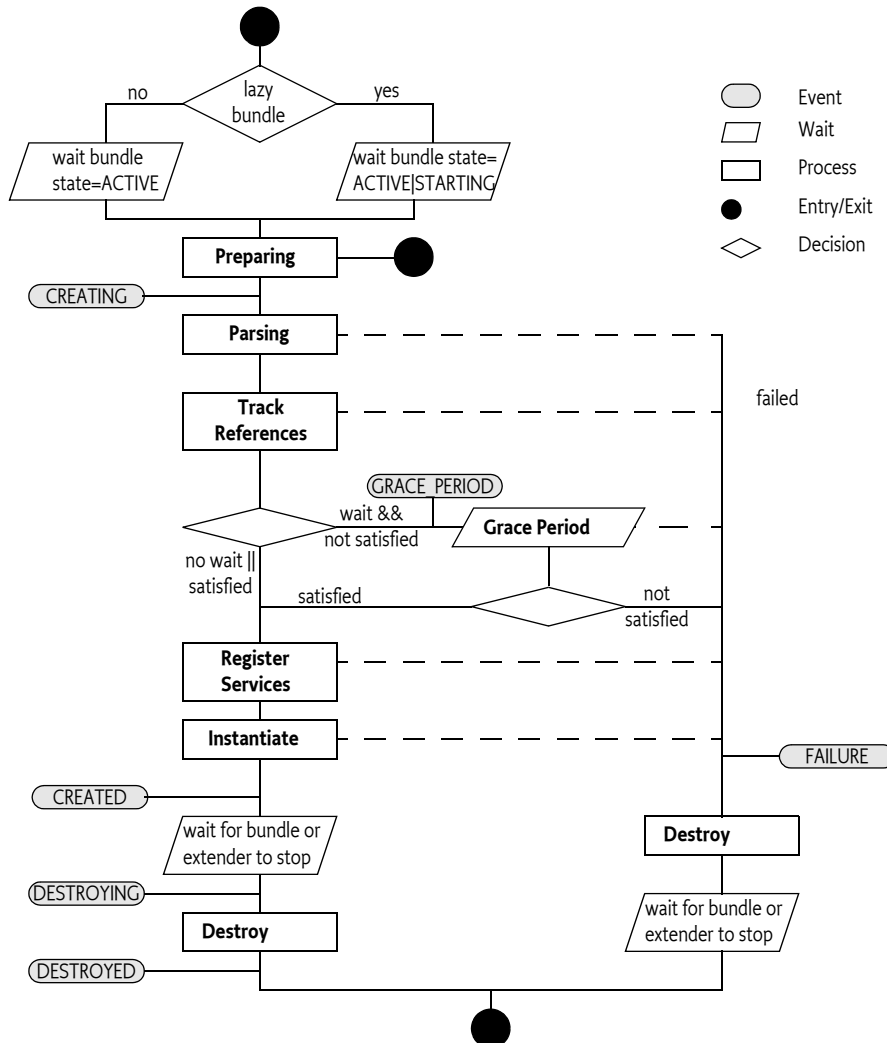 lazy
bundle
no
yes
wait bundle
state=ACTIVE
wait bundle state=
ACTIVE|STARTING
Event
Wait
Process
Entry/Exit
Decision
Preparing
CREATING
Parsing
Track
References
failed
GRACE_PERIOD
wait &&
not satisfied
Grace Period
no wait ||
satisfied
satisfied
not
satisfied
Register
Services
Instantiate
FAILURE
CREATED
wait for bundle or
extender to stop
Destroy
DESTROYING
wait for bundle or
extender to stop
Destroy
DESTROYED